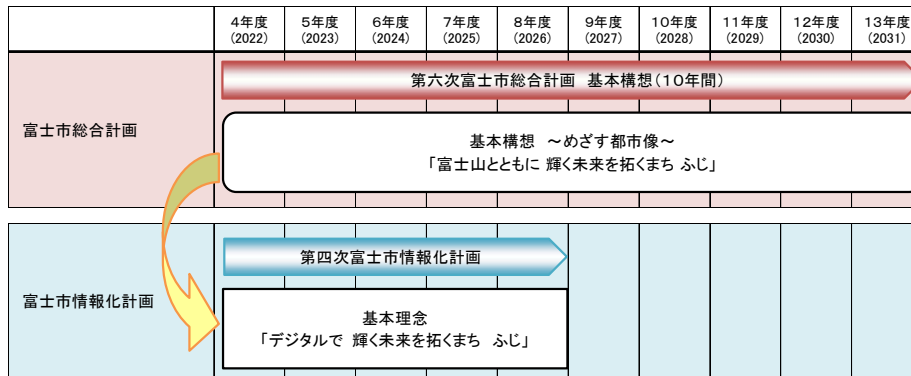 ４年度 ５年度 ６年度 ７年度 ８年度 ９年度 １０年度 １１年度 １２年度 １３年度
(2022) (2023) (2024) (2025) (2026) (2027) (2028) (2029) (2030) (2031)
第六次富士市総合計画 基本構想（１０年間）
富士市総合計画
基本構想 ～めざす都市像～
「富士山とともに 輝く未来を拓くまち ふじ」
第四次富士市情報化計画
富士市情報化計画
基本理念
「デジタルで 輝く未来を拓くまち ふじ」